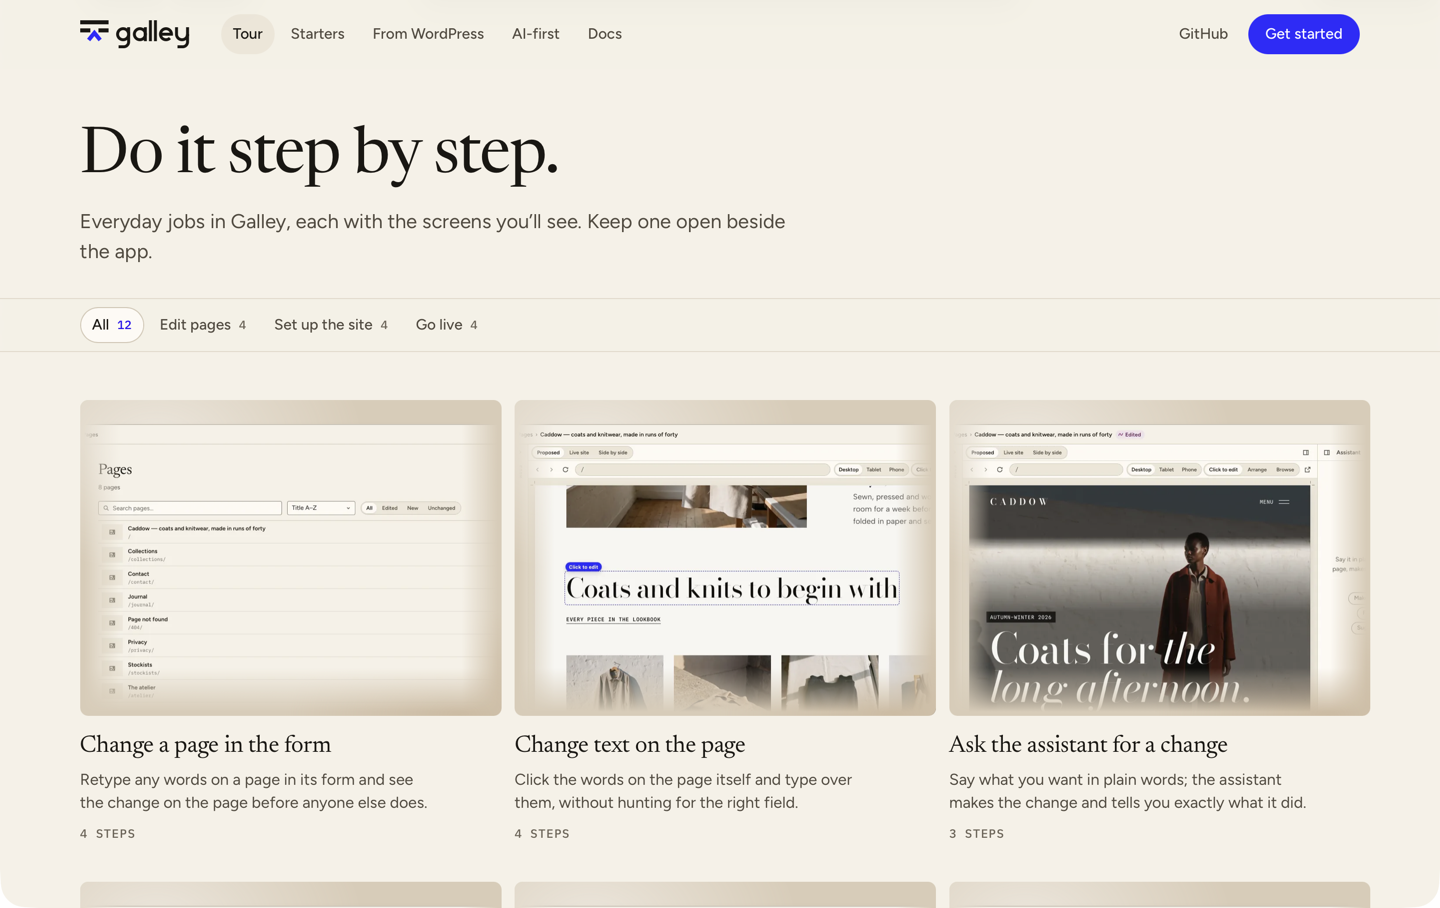 galley
Tour
Starters
From WordPress
AI-first
Docs
GitHub
Get started
Do it step by step.
Everyday jobs in Galley, each with the screens you’ll see. Keep one open beside
the app.
All 12
Edit pages 4
Set up the site 4
Go live 4
Pages
Search pages...
Title A–Z
All
Edited
New
Unchanged
Caddow — coats and knitwear, made in runs of forty
/
Collections
/collections/
Contact
/contact/
Journal
/journal/
Page not found
/404/
Privacy
/privacy/
Stockists
/stockists/
The atelier
Caddow — coats and knitwear, made in runs of forty
Proposed
Live site
Side by side
/
Desktop
Tablet
Phone
Sewn, pressed and
room for a week
folded in paper and
Click to edit
Coats and knits to begin with
EVERY PIECE IN THE LOOKBOOK
Caddow — coats and knitwear, made in runs of forty
Edited
Proposed
Live site
Side by side
Assistant
/
Desktop
Tablet
Phone
Click to edit
Arrange
Browse
CADDOW
MENU
AUTUMN–WINTER 2026
Coats for the
long afternoon.
Change a page in the form
Retype any words on a page in its form and see
the change on the page before anyone else does.
4 STEPS
Change text on the page
Click the words on the page itself and type over
them, without hunting for the right field.
4 STEPS
Ask the assistant for a change
Say what you want in plain words; the assistant
makes the change and tells you exactly what it did.
3 STEPS